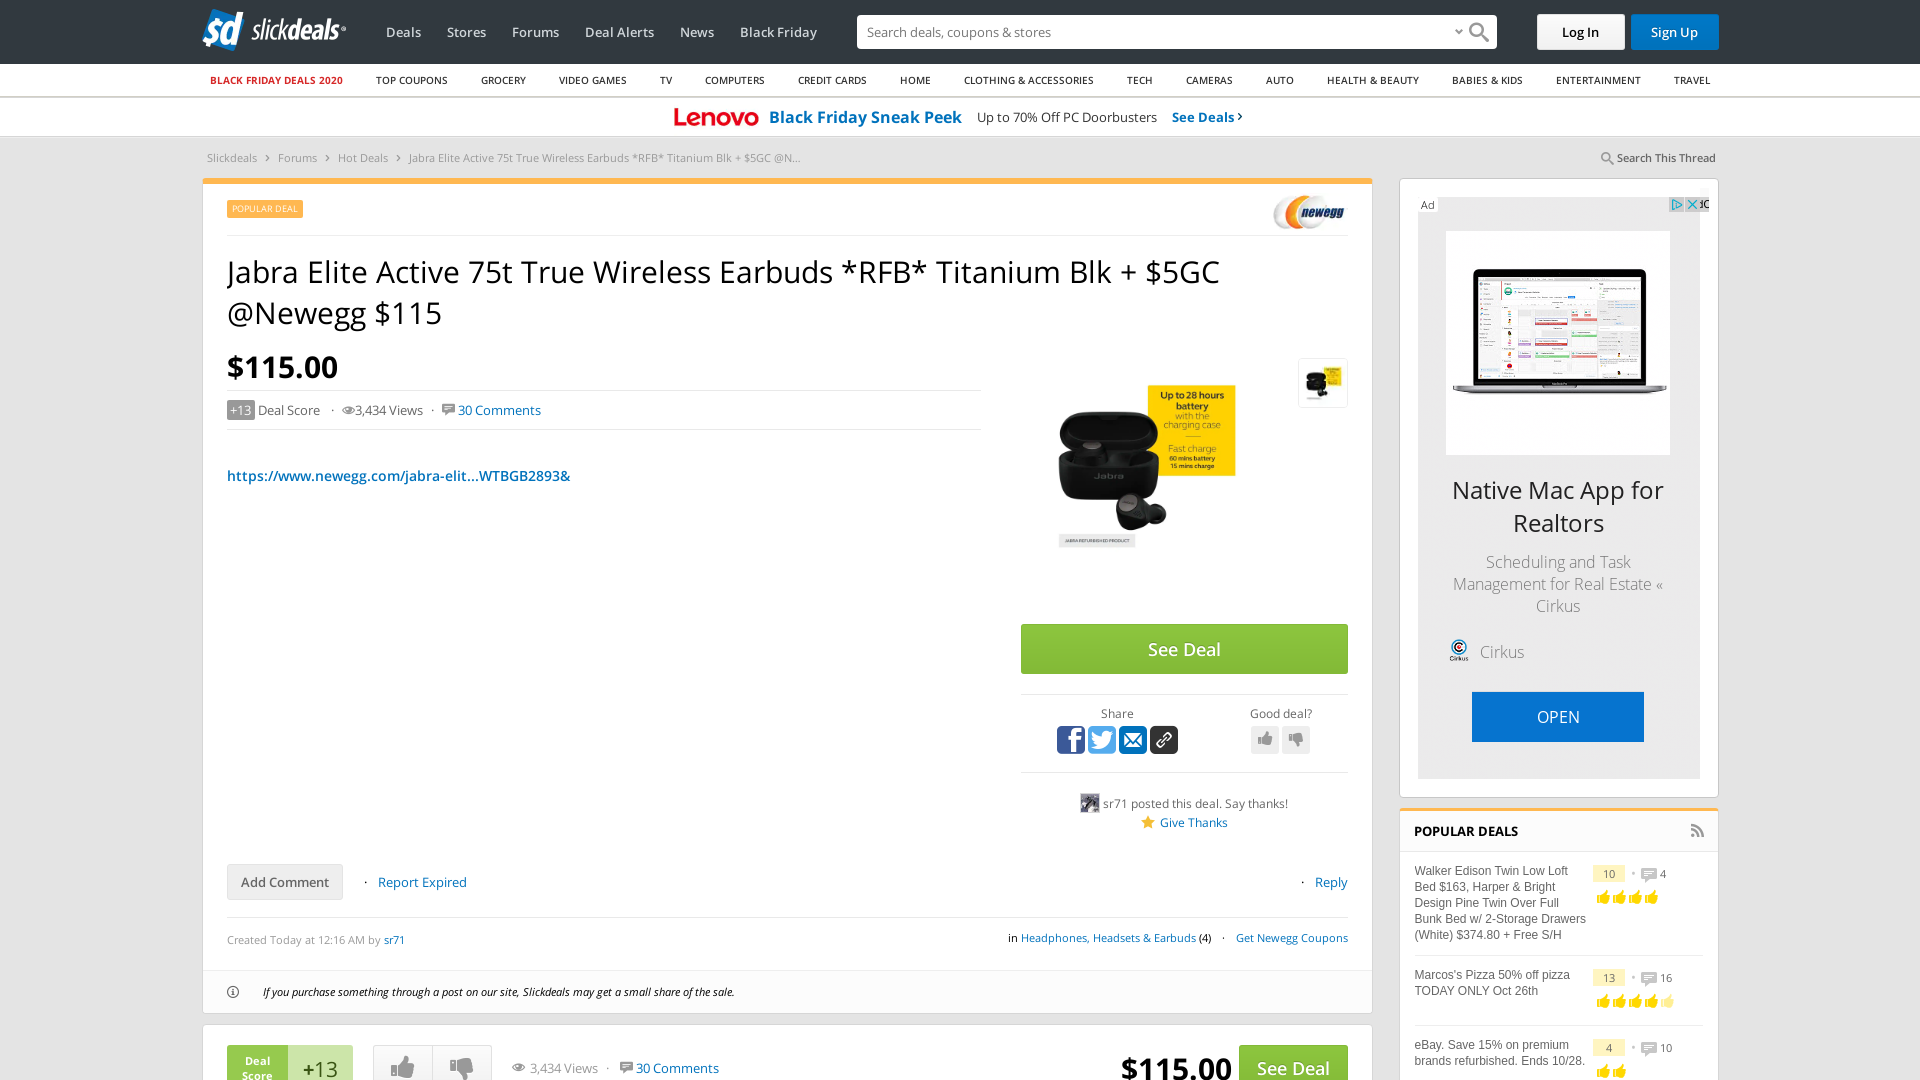 sd slickdeals
Deals Stores Forums Deal Alerts News Black Friday
Search deals, coupons & stores
Log In
Sign Up
BLACK FRIDAY DEALS 2020 TOP COUPONS GROCERY VIDEO GAMES TV COMPUTERS CREDIT CARDS HOME CLOTHING & ACCESSORIES TECH CAMERAS AUTO HEALTH & BEAUTY BABIES & KIDS ENTERTAINMENT TRAVEL
Lenovo Black Friday Sneak Peek Up to 70% Off PC Doorbusters See Deals ›
Slickdeals › Forums › Hot Deals › Jabra Elite Active 75t True Wireless Earbuds *RFB* Titanium Blk + $5GC @N...
Search This Thread
POPULAR DEAL
newegg
Jabra Elite Active 75t True Wireless Earbuds *RFB* Titanium Blk + $5GC
@Newegg $115
$115.00
+13 Deal Score · 3,434 Views · 30 Comments
https://www.newegg.com/jabra-elit...WTBGB2893&
Up to 28 hours
battery
with the
charging case
Fast charge
60 mins battery
15 mins charge
Jabra
JABRA REFURBISHED PRODUCT
See Deal
Share
Good deal?
sr71 posted this deal. Say thanks!
Give Thanks
Add Comment · Report Expired
· Reply
Created Today at 12:16 AM by sr71
in Headphones, Headsets & Earbuds (4) · Get Newegg Coupons
If you purchase something through a post on our site, Slickdeals may get a small share of the sale.
Deal
Score
+13
3,434 Views · 30 Comments
$115.00
See Deal
Ad
Native Mac App for
Realtors
Scheduling and Task
Management for Real Estate «
Cirkus
Cirkus
Cirkus
OPEN
POPULAR DEALS
Walker Edison Twin Low Loft
Bed $163, Harper & Bright
Design Pine Twin Over Full
Bunk Bed w/ 2-Storage Drawers
(White) $374.80 + Free S/H
10 • 4
Marcos's Pizza 50% off pizza
TODAY ONLY Oct 26th
13 • 16
eBay. Save 15% on premium
brands refurbished. Ends 10/28.
4 • 10